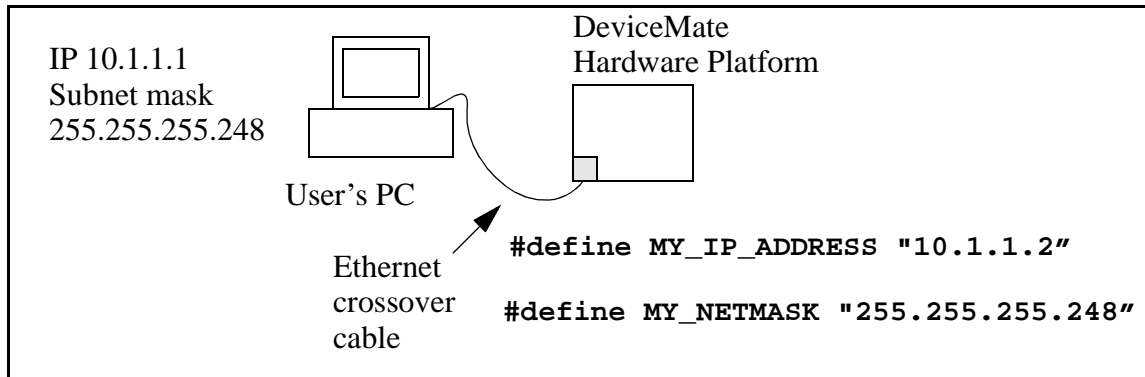 IP 10.1.1.1
Subnet mask
255.255.255.248
User’s PC
DeviceMate
Hardware Platform
Ethernet
crossover
cable
#define MY_IP_ADDRESS "10.1.1.2”
#define MY_NETMASK "255.255.255.248”